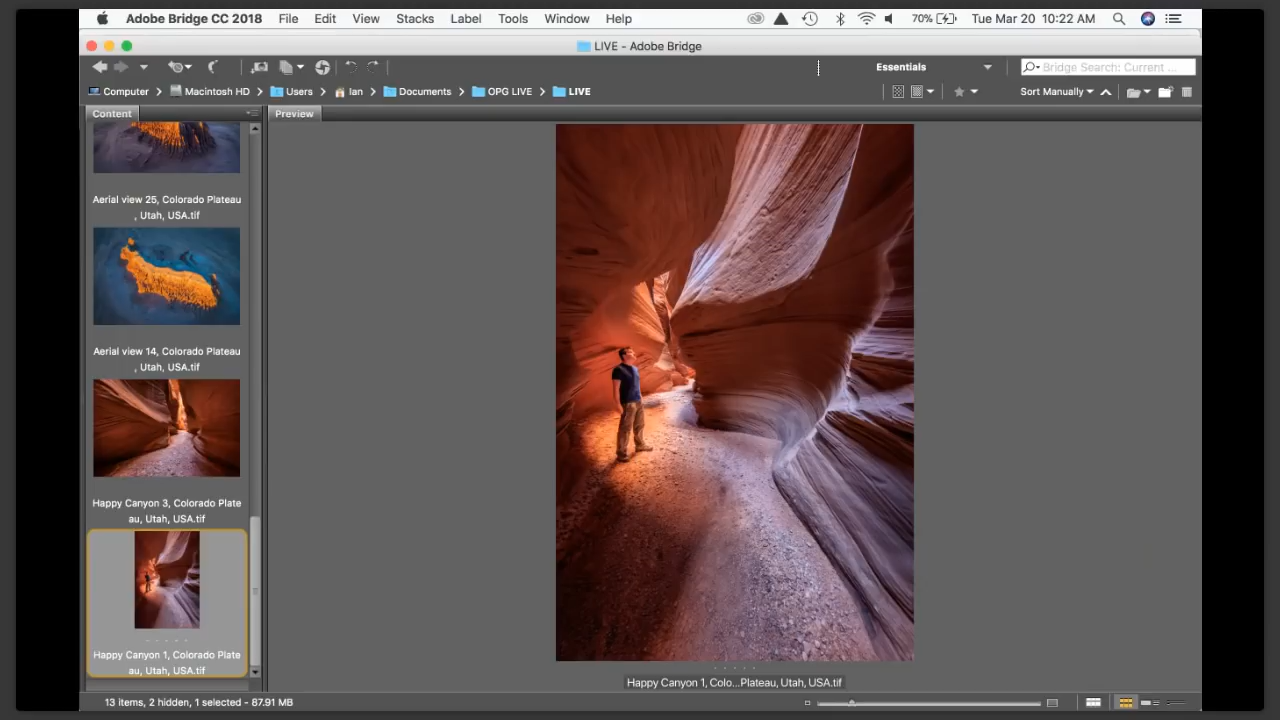 Adobe Bridge CC 2018 File Edit View Stacks Label Tools Window Help 70% Tue Mar 20 10:22 AM
LIVE - Adobe Bridge
Essentials Bridge Search: Current ...
Computer Macintosh HD Users Ian Documents OPG LIVE LIVE Sort Manually
Content Preview
Aerial view 25, Colorado Plateau
, Utah, USA.tif
Aerial view 14, Colorado Plateau
, Utah, USA.tif
Happy Canyon 3, Colorado Plate
au, Utah, USA.tif
Happy Canyon 1, Colorado Plate
au, Utah, USA.tif
Happy Canyon 1, Colo...Plateau, Utah, USA.tif
13 items, 2 hidden, 1 selected - 87.91 MB